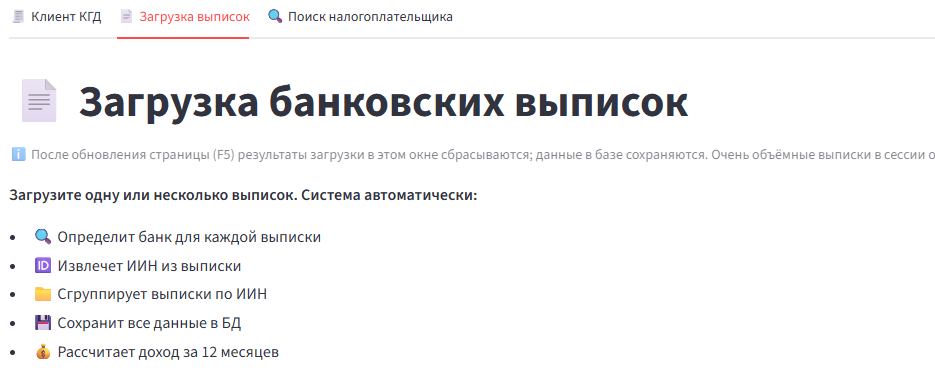 Клиент КГД Загрузка выписок Поиск налогоплательщика
Загрузка банковских выписок
После обновления страницы (F5) результаты загрузки в этом окне сбрасываются; данные в базе сохраняются. Очень объёмные выписки в сессии
Загрузите одну или несколько выписок. Система автоматически:
Определит банк для каждой выписки
Извлечет ИИН из выписки
Сгруппирует выписки по ИИН
Сохранит все данные в БД
Рассчитает доход за 12 месяцев